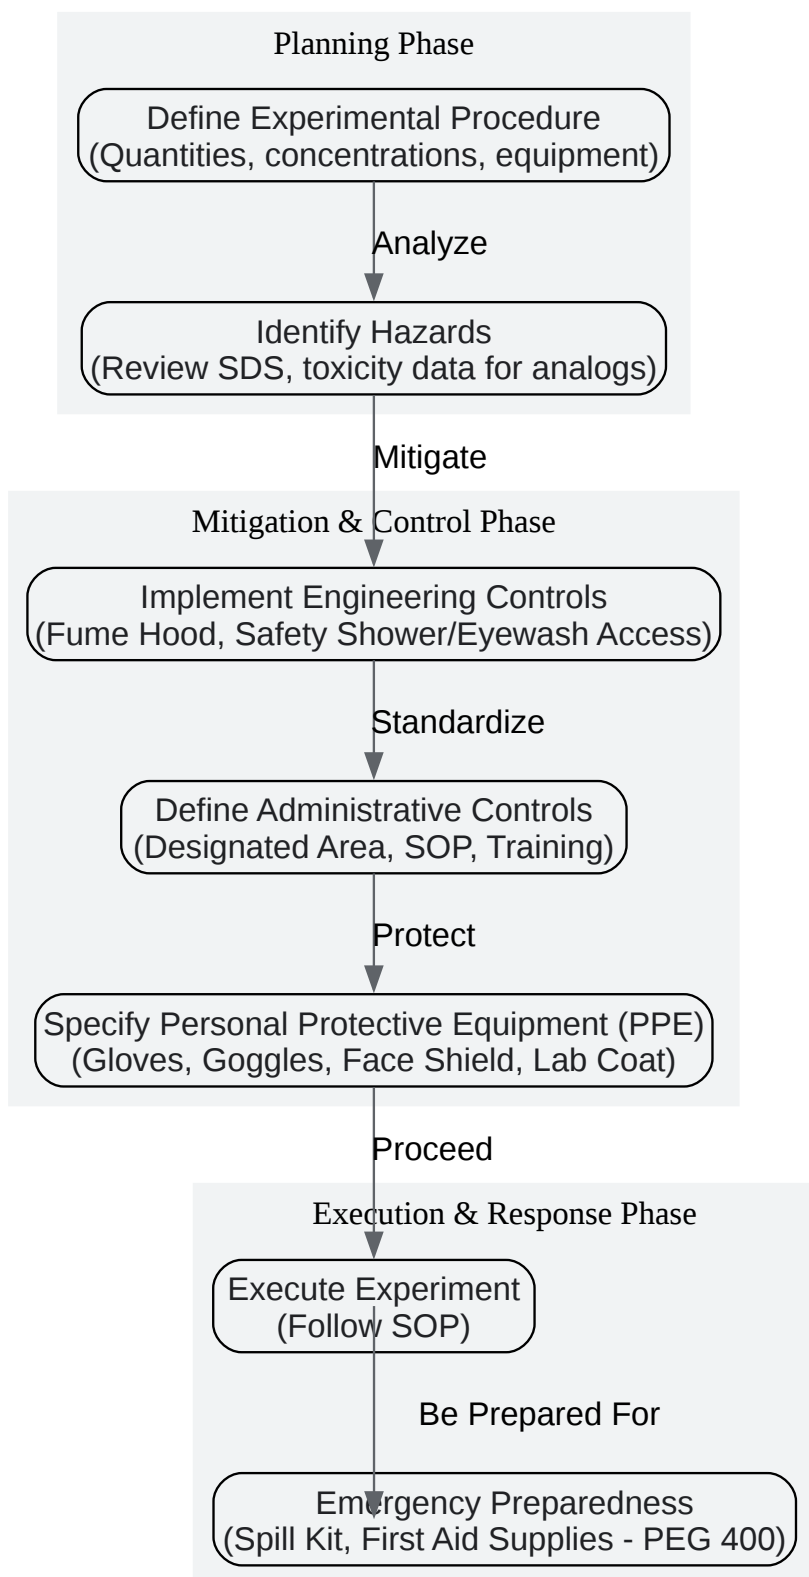 Planning Phase
Define Experimental Procedure
(Quantities, concentrations, equipment)
Analyze
Identify Hazards
(Review SDS, toxicity data for analogs)
Mitigate
Mitigation & Control Phase
Implement Engineering Controls
(Fume Hood, Safety Shower/Eyewash Access)
Standardize
Define Administrative Controls
(Designated Area, SOP, Training)
Protect
Specify Personal Protective Equipment (PPE)
(Gloves, Goggles, Face Shield, Lab Coat)
Proceed
Execution & Response Phase
Execute Experiment
(Follow SOP)
Be Prepared For
Emergency Preparedness
(Spill Kit, First Aid Supplies - PEG 400)